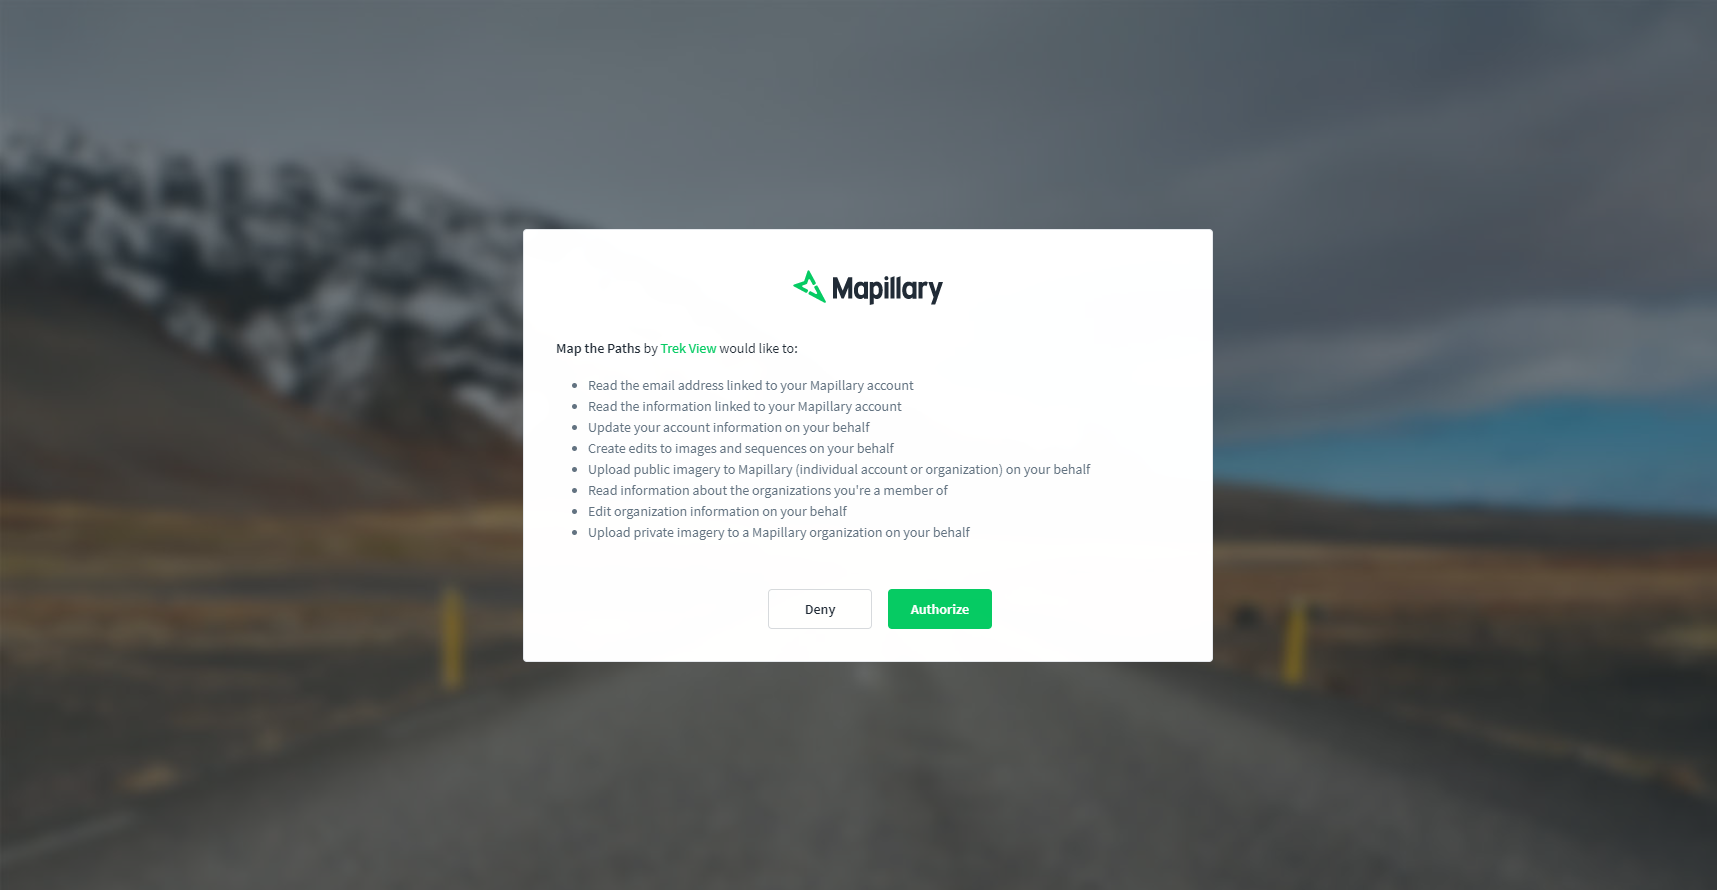 Mapillary
Map the Paths by Trek View would like to:
Read the email address linked to your Mapillary account
Read the information linked to your Mapillary account
Update your account information on your behalf
Create edits to images and sequences on your behalf
Upload public imagery to Mapillary (individual account or organization) on your behalf
Read information about the organizations you're a member of
Edit organization information on your behalf
Upload private imagery to a Mapillary organization on your behalf
Deny
Authorize